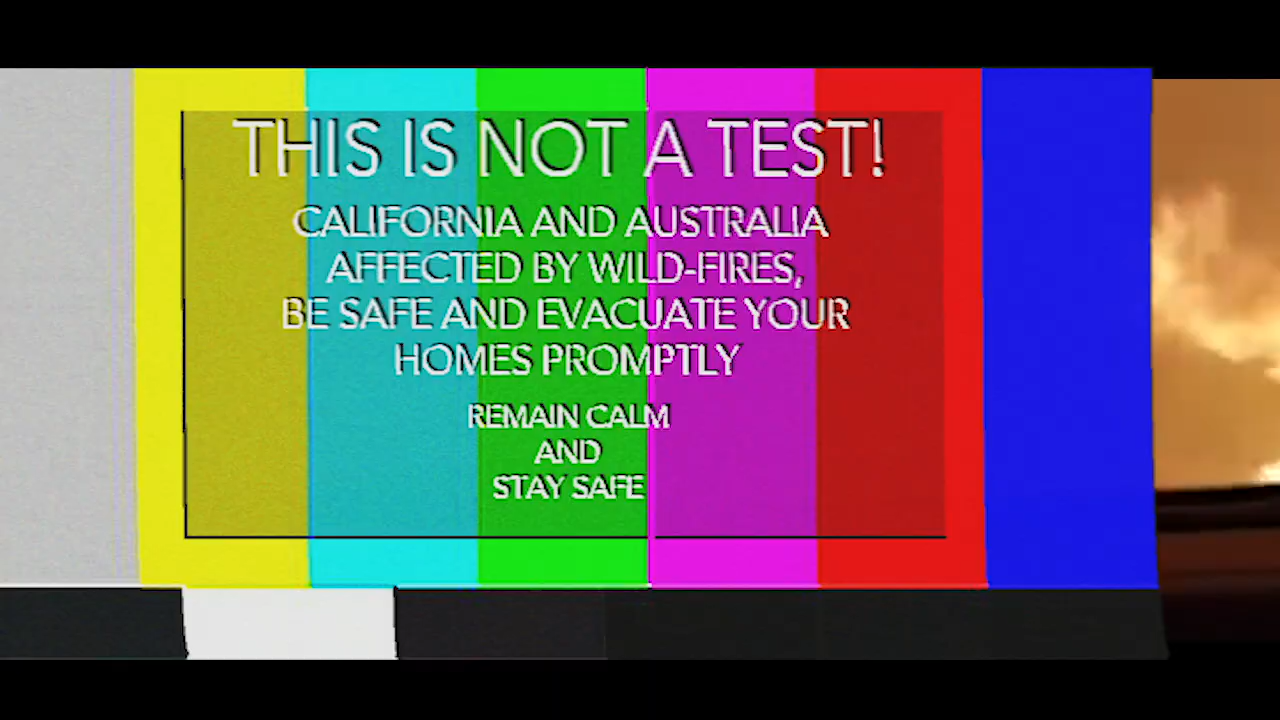 THIS IS NOT A TEST!
CALIFORNIA AND AUSTRALIA
AFFECTED BY WILD-FIRES,
BE SAFE AND EVACUATE YOUR
HOMES PROMPTLY
REMAIN CALM
AND
STAY SAFE